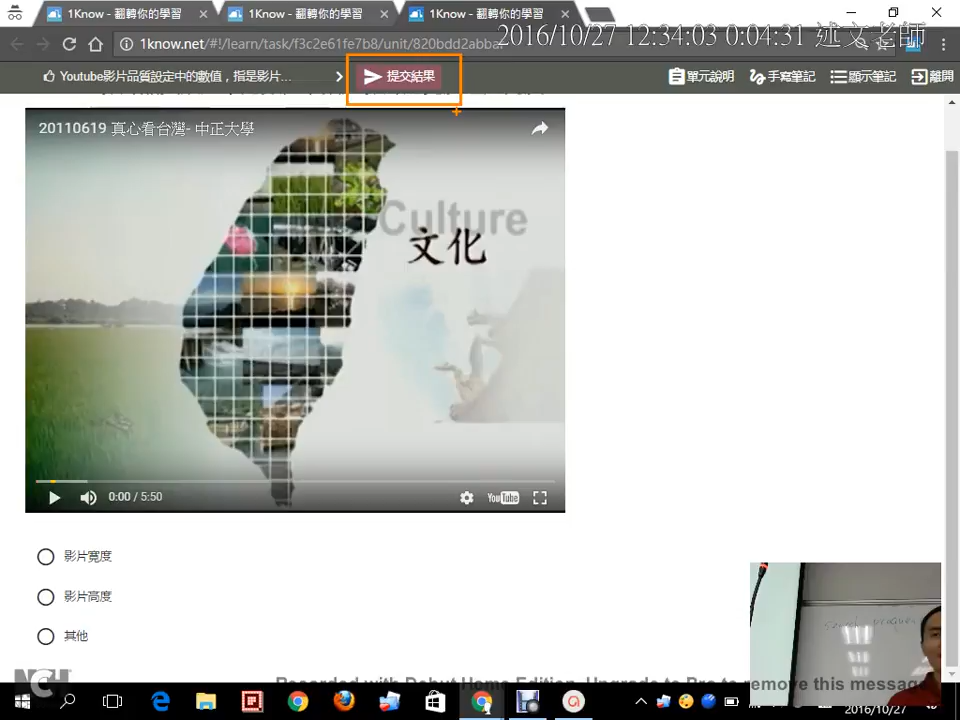 1Know - 翻轉你的學習
1Know - 翻轉你的學習
1Know - 翻轉你的學習
1know.net/#!/learn/task/f3c2e61fe7b8/unit/820bdd2abba
2016/10/27 12:34:03 0:04:31 述文老師
Youtube影片品質設定中的數值，指是影片...
提交結果
單元說明
手寫筆記
顯示筆記
離開
20110619 真心看台灣- 中正大學
Culture
文化
0:00 / 5:50
YouTube
影片寬度
影片高度
其他
NCH
Recorded with Debut Home Edition. Upgrade to Pro to remove this message
2016/10/27